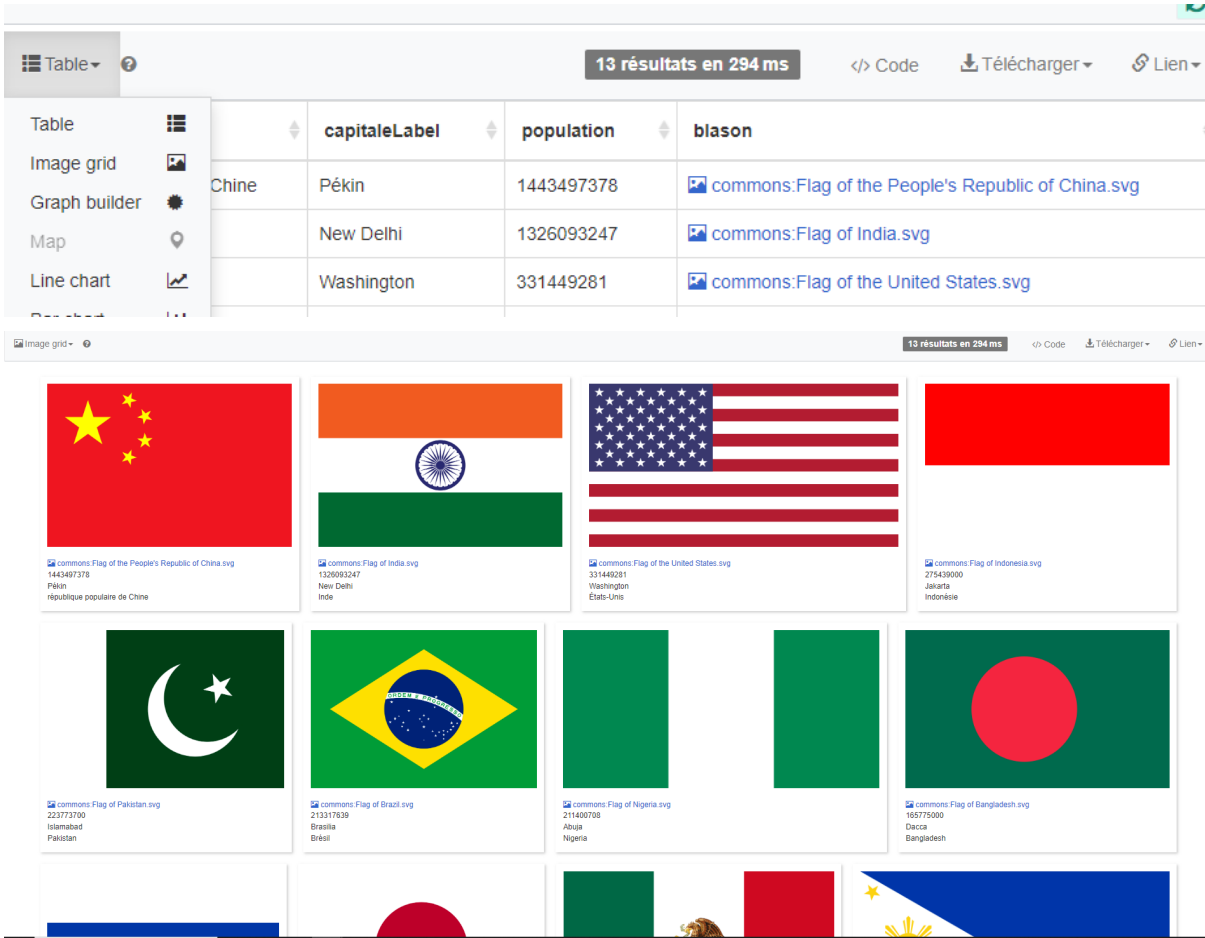 Table
13 résultats en 294 ms
</> Code
Télécharger
Lien
Table
Image grid
Graph builder
Map
Line chart
capitaleLabel population blason
Chine Pékin 1443497378 commons:Flag of the People's Republic of China.svg
New Delhi 1326093247 commons:Flag of India.svg
Washington 331449281 commons:Flag of the United States.svg
Image grid
13 résultats en 294 ms
</> Code
Télécharger
Lien
commons:Flag of the People's Republic of China.svg
1443497378
Pékin
république populaire de Chine
commons:Flag of India.svg
1326093247
New Delhi
Inde
commons:Flag of the United States.svg
331449281
Washington
États-Unis
commons:Flag of Indonesia.svg
275439000
Jakarta
Indonésie
commons:Flag of Pakistan.svg
223773700
Islamabad
Pakistan
ORDEM E PROGRESSO
commons:Flag of Brazil.svg
213317639
Brasilia
Brésil
commons:Flag of Nigeria.svg
211400708
Abuja
Nigeria
commons:Flag of Bangladesh.svg
165775000
Dacca
Bangladesh